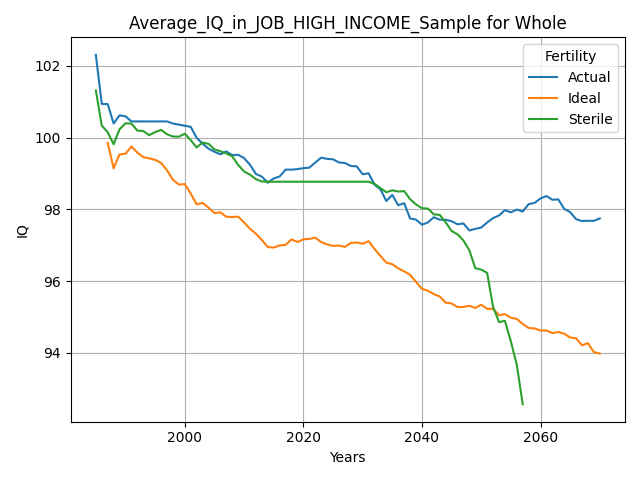 Average_IQ_in_JOB_HIGH_INCOME_Sample for Whole
Fertility
Actual
Ideal
Sterile
IQ
102
100
98
96
94
2000
2020
2040
2060
Years